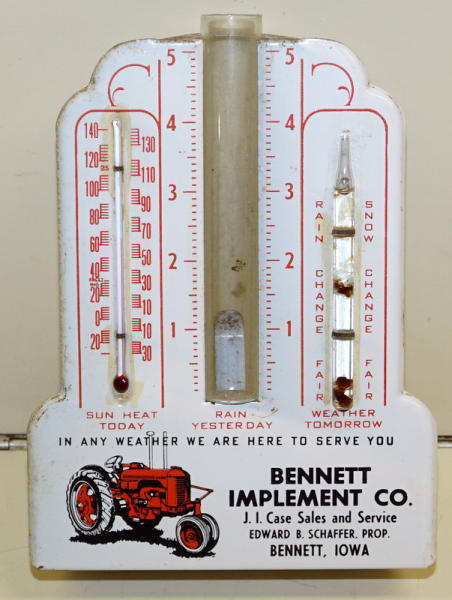 5
5
4
4
3
3
2
2
1
1
140
130
120
110
100
90
80
70
60
50
40
30
20
10
0
10
20
30
RAIN
SNOW
CHANGE
CHANGE
FAIR
FAIR
SUN HEAT
TODAY
RAIN
YESTERDAY
WEATHER
TOMORROW
IN ANY WEATHER WE ARE HERE TO SERVE YOU
BENNETT
IMPLEMENT CO.
J. I. Case Sales and Service
EDWARD B. SCHAFFER, PROP.
BENNETT, IOWA